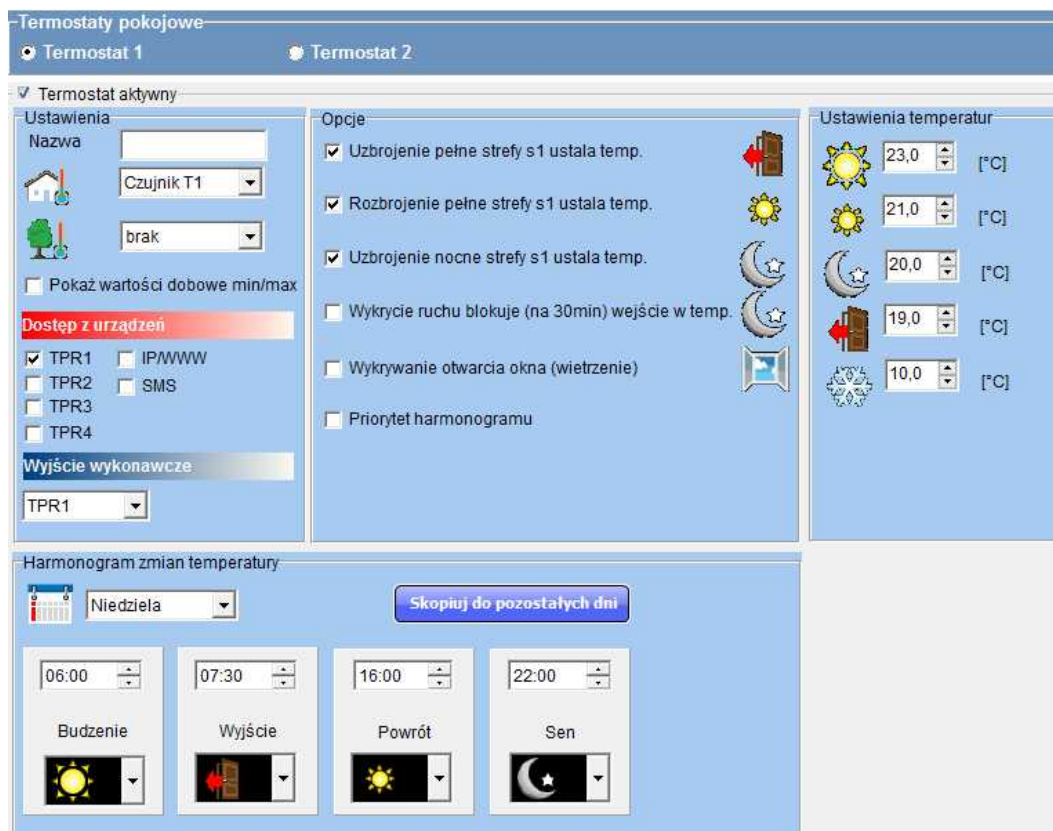 Termostaty pokojowe
Termostat 1 Termostat 2
Termostat aktywny
Ustawienia
Nazwa
Czujnik T1
brak
Pokaż wartości dobowe min/max
Dostęp z urządzeń
TPR1 IP/WWW
TPR2 SMS
TPR3
TPR4
Wyjście wykonawcze
TPR1
Opcje
Uzbrojenie pełne strefy s1 ustala temp.
Rozbrojenie pełne strefy s1 ustala temp.
Uzbrojenie nocne strefy s1 ustala temp.
Wykrycie ruchu blokuje (na 30min) wejście w temp.
Wykrywanie otwarcia okna (wietrzenie)
Priorytet harmonogramu
Ustawienia temperatur
23,0 [°C]
21,0 [°C]
20,0 [°C]
19,0 [°C]
10,0 [°C]
Harmonogram zmian temperatury
Niedziela Skopiuj do pozostałych dni
06:00 07:30 16:00 22:00
Budzenie Wyjście Powrót Sen